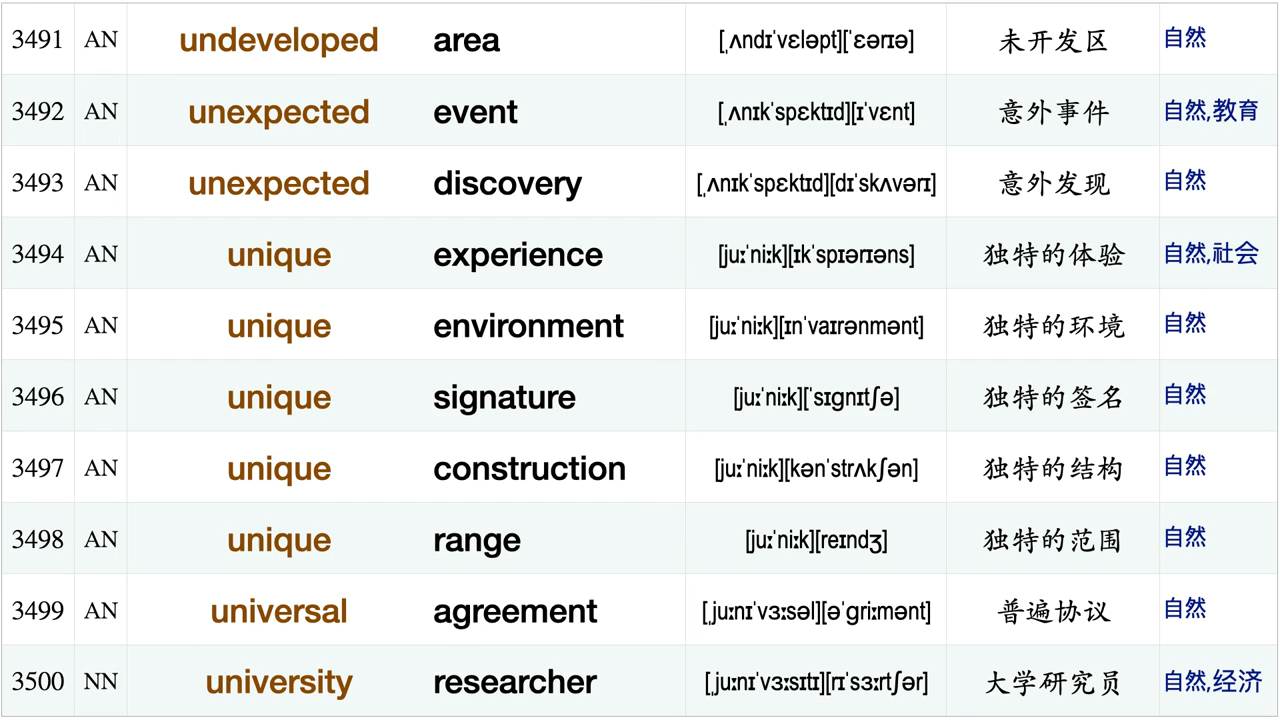 3491 AN undeveloped area [ˌʌndɪˈvɛləpt][ˈɛərɪə] 未开发区 自然
3492 AN unexpected event [ˌʌnɪkˈspɛktɪd][ɪˈvɛnt] 意外事件 自然,教育
3493 AN unexpected discovery [ˌʌnɪkˈspɛktɪd][dɪˈskʌvərɪ] 意外发现 自然
3494 AN unique experience [juːˈniːk][ɪkˈspɪərɪəns] 独特的体验 自然,社会
3495 AN unique environment [juːˈniːk][ɪnˈvaɪrənmənt] 独特的环境 自然
3496 AN unique signature [juːˈniːk][ˈsɪɡnɪtʃə] 独特的签名 自然
3497 AN unique construction [juːˈniːk][kənˈstrʌkʃən] 独特的结构 自然
3498 AN unique range [juːˈniːk][reɪndʒ] 独特的范围 自然
3499 AN universal agreement [ˌjuːnɪˈvɜːsəl][əˈɡriːmənt] 普遍协议 自然
3500 NN university researcher [ˌjuːnɪˈvɜːsɪtɪ][rɪˈsɜːrtʃər] 大学研究员 自然,经济